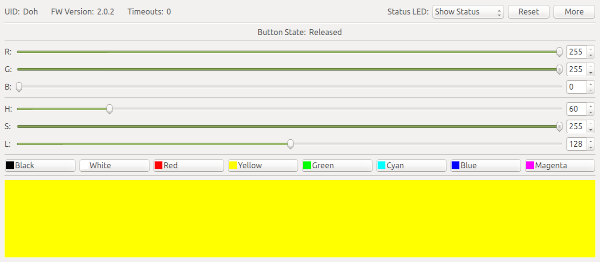 UID: Doh FW Version: 2.0.2 Timeouts: 0 Status LED: Show Status Reset More
Button State: Released
R: 255
G: 255
B: 0
H: 60
S: 255
L: 128
Black White Red Yellow Green Cyan Blue Magenta